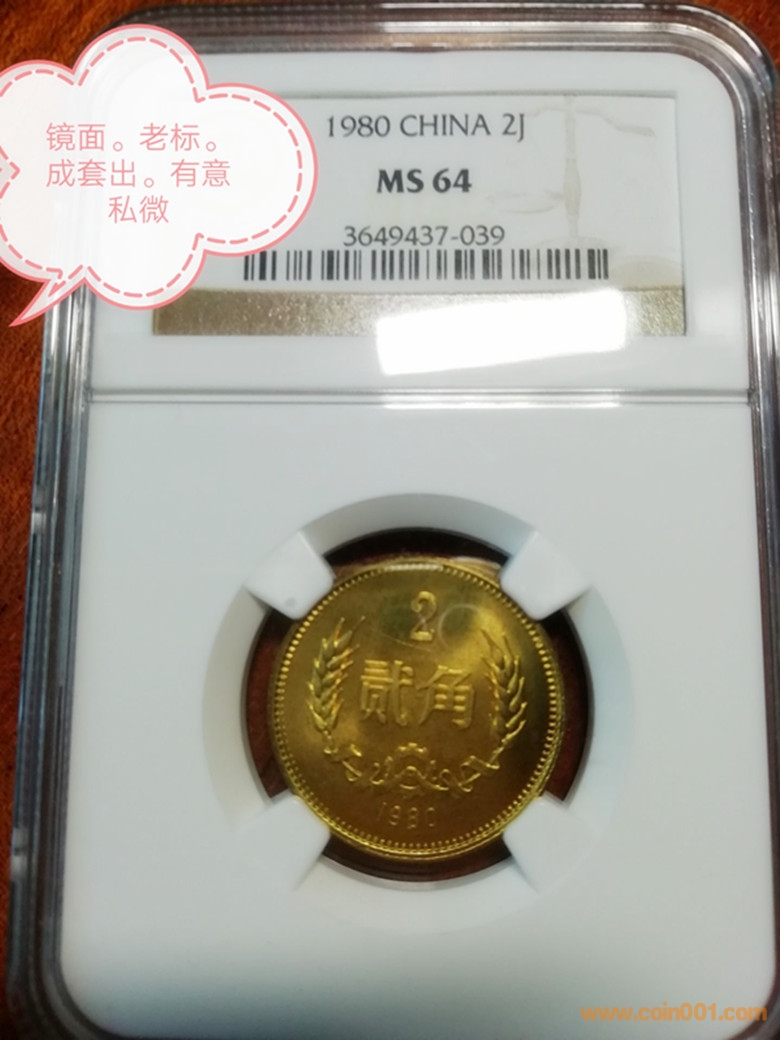 镜面。老标。
成套出。有意
私微
1980 CHINA 2J
MS 64
3649437-039
2
贰角
1980
www.coin001.com